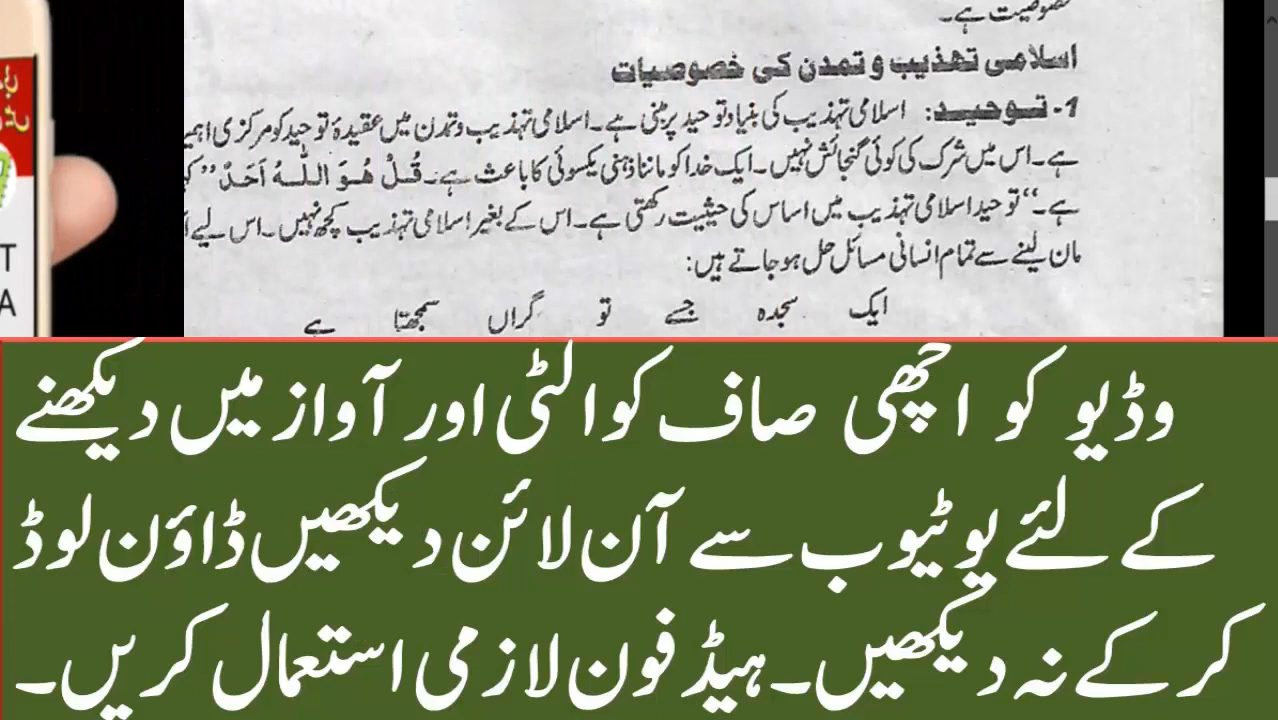 خصوصیت ہے۔
اسلامی تہذیب و تمدن کی خصوصیات
1- توحید: اسلامی تہذیب کی بنیاد توحید پر مبنی ہے۔ اسلامی تہذیب و تمدن میں عقیدۂ توحید کو مرکزی
ہے۔ اس میں شرک کی کوئی گنجائش نہیں۔ ایک خدا کو ماننا ذہنی یکسوئی کا باعث ہے۔ قُلْ هُوَ اللّٰهُ اَحَدٌ’’
ہے۔‘‘ توحید اسلامی تہذیب میں اساس کی حیثیت رکھتی ہے۔ اس کے بغیر اسلامی تہذیب کچھ نہیں۔ اس لیے
مان لینے سے تمام انسانی مسائل حل ہو جاتے ہیں:
ایک سجدہ جسے تو گراں سمجھتا ہے
T
A
وڈیو کو اچھی صاف کوالٹی اور آواز میں دیکھنے
کے لئے یوٹیوب سے آن لائن دیکھیں ڈاؤن لوڈ
کر کے نہ دیکھیں۔ ہیڈ فون لازمی استعمال کریں۔